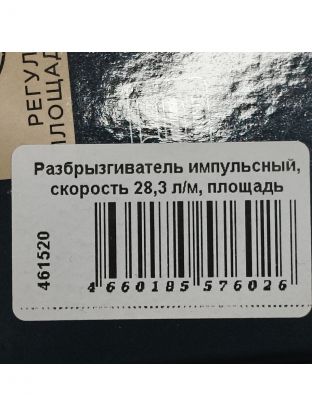 РЕГУЛ
ПЛОЩАД
Разбрызгиватель импульсный,
скорость 28,3 л/м, площадь
461520
4 660185 576026